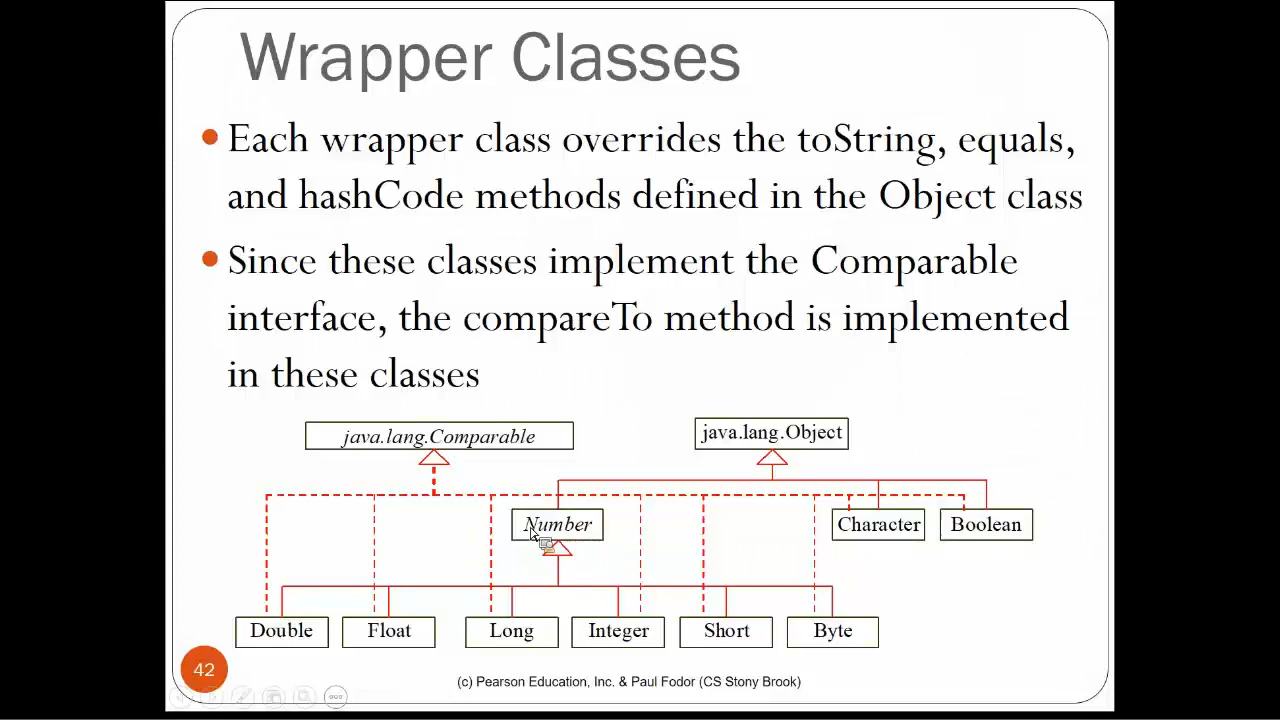 Wrapper Classes
Each wrapper class overrides the toString, equals,
and hashCode methods defined in the Object class
Since these classes implement the Comparable
interface, the compareTo method is implemented
in these classes
java.lang.Comparable
java.lang.Object
Number
Character
Boolean
Double
Float
Long
Integer
Short
Byte
42
(c) Pearson Education, Inc. & Paul Fodor (CS Stony Brook)